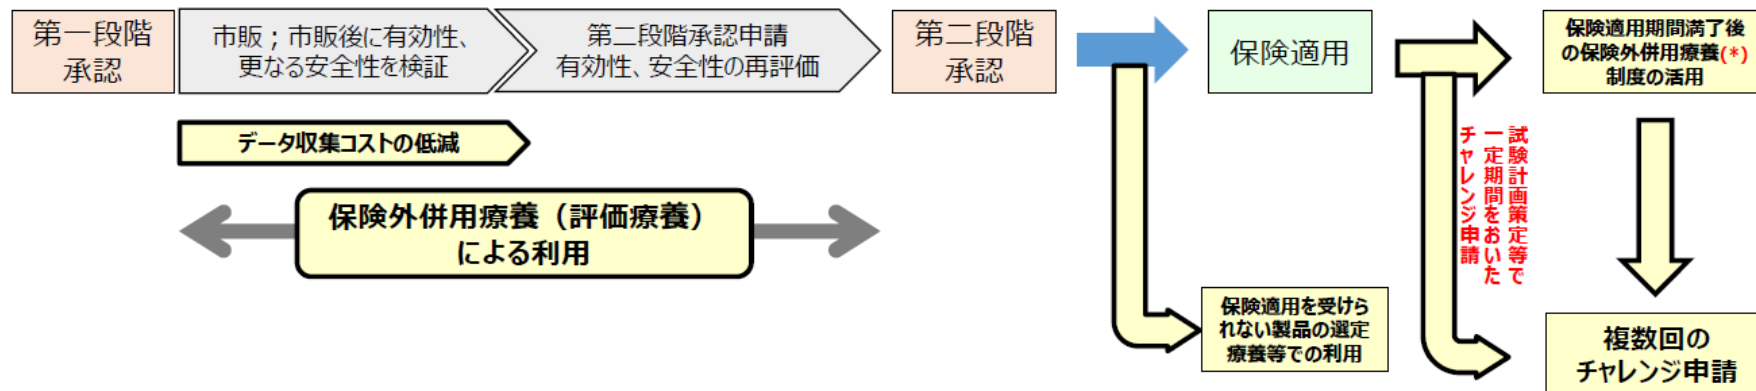 第一段階
承認
市販；市販後に有効性、
更なる安全性を検証
第二段階承認申請
有効性、安全性の再評価
第二段階
承認
保険適用
保険適用期間満了後
の保険外併用療養(*)
制度の活用
データ収集コストの低減
保険外併用療養（評価療養）
による利用
試験計画策定等で
一定期間をおいた
チャレンジ申請
保険適用を受けら
れない製品の選定
療養等での利用
複数回の
チャレンジ申請